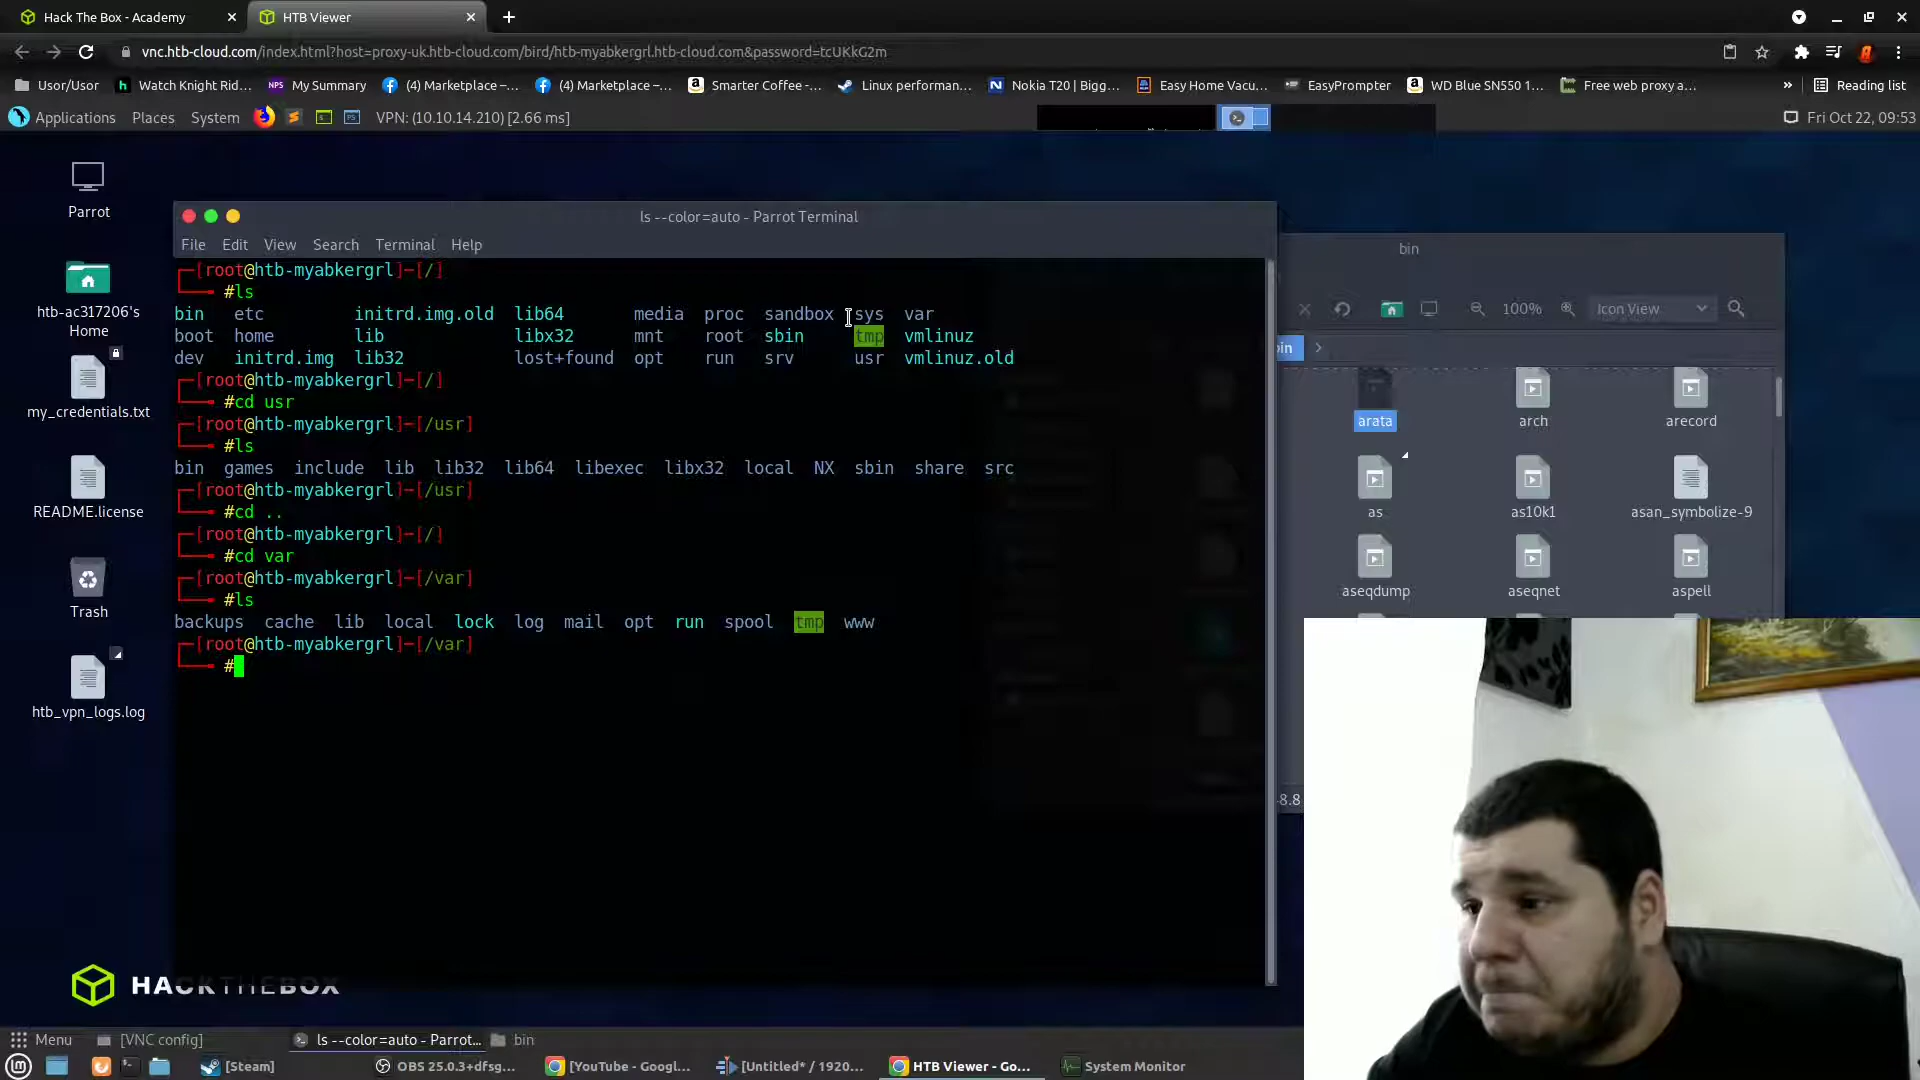 Hack The Box - Academy
HTB Viewer
vnc.htb-cloud.com/index.html?host=proxy-uk.htb-cloud.com/bird/htb-myabkergrl.htb-cloud.com&password=tcUKkG2m
Usor/Usor
Watch Knight Rid...
NPS
My Summary
(4) Marketplace –...
(4) Marketplace –...
Smarter Coffee -...
Linux performan...
Nokia T20 | Bigg...
Easy Home Vacu...
EasyPrompter
WD Blue SN550 1...
Free web proxy a...
»
Reading list
Applications Places System
VPN: (10.10.14.210) [2.66 ms]
Fri Oct 22, 09:53
Parrot
htb-ac317206's
Home
my_credentials.txt
README.license
Trash
htb_vpn_logs.log
HACKTHEBOX
ls --color=auto - Parrot Terminal
File Edit View Search Terminal Help
┌─[root@htb-myabkergrl]─[/]
└──╼ #ls
bin etc initrd.img.old lib64 media proc sandbox sys var
boot home lib libx32 mnt root sbin tmp vmlinuz
dev initrd.img lib32 lost+found opt run srv usr vmlinuz.old
┌─[root@htb-myabkergrl]─[/]
└──╼ #cd usr
┌─[root@htb-myabkergrl]─[/usr]
└──╼ #ls
bin games include lib lib32 lib64 libexec libx32 local NX sbin share src
┌─[root@htb-myabkergrl]─[/usr]
└──╼ #cd ..
┌─[root@htb-myabkergrl]─[/]
└──╼ #cd var
┌─[root@htb-myabkergrl]─[/var]
└──╼ #ls
backups cache lib local lock log mail opt run spool tmp www
┌─[root@htb-myabkergrl]─[/var]
└──╼ #
bin
100%
Icon View
arata
arch
arecord
as
as10k1
asan_symbolize-9
aseqdump
aseqnet
aspell
Menu
[VNC config]
ls --color=auto - Parrot...
bin
[Steam]
OBS 25.0.3+dfsg...
[YouTube - Googl...
[Untitled* / 1920...
HTB Viewer - Go...
System Monitor